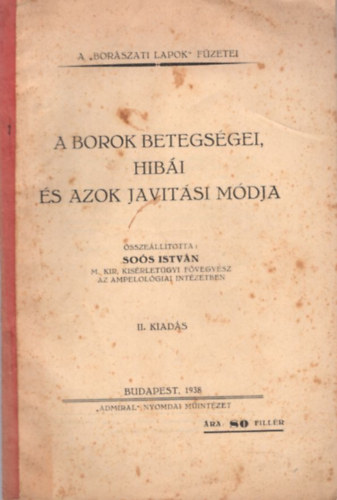 A „BORÁSZATI LAPOK" FÜZETEI
A BOROK BETEGSÉGEI,
HIBÁI
ÉS AZOK JAVITÁSI MÓDJA
ÖSSZEÁLLITOTTA:
SOÓS ISTVÁN
M. KIR. KISÉRLETÜGYI FŐVEGYÉSZ
AZ AMPELOLÓGIAI INTÉZETBEN
II. KIADÁS
BUDAPEST, 1938
„ADMIRAL" NYOMDAI MŰINTÉZET
ÁRA: 80 FILLÉR